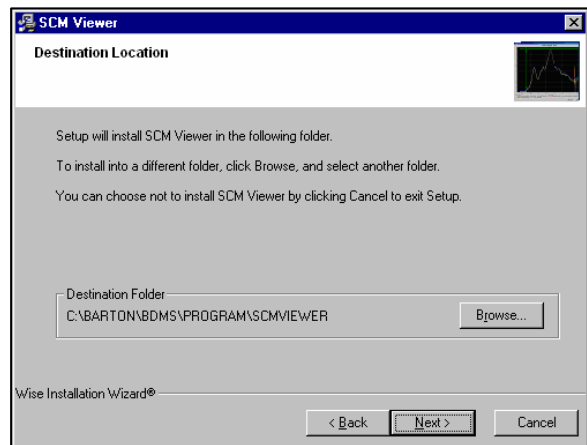 SCM Viewer
Destination Location
Setup will install SCM Viewer in the following folder.
To install into a different folder, click Browse, and select another folder.
You can choose not to install SCM Viewer by clicking Cancel to exit Setup.
Destination Folder
C:\BARTON\BDMS\PROGRAM\SCMVIEWER
Browse...
Wise Installation Wizard®
< Back
Next >
Cancel